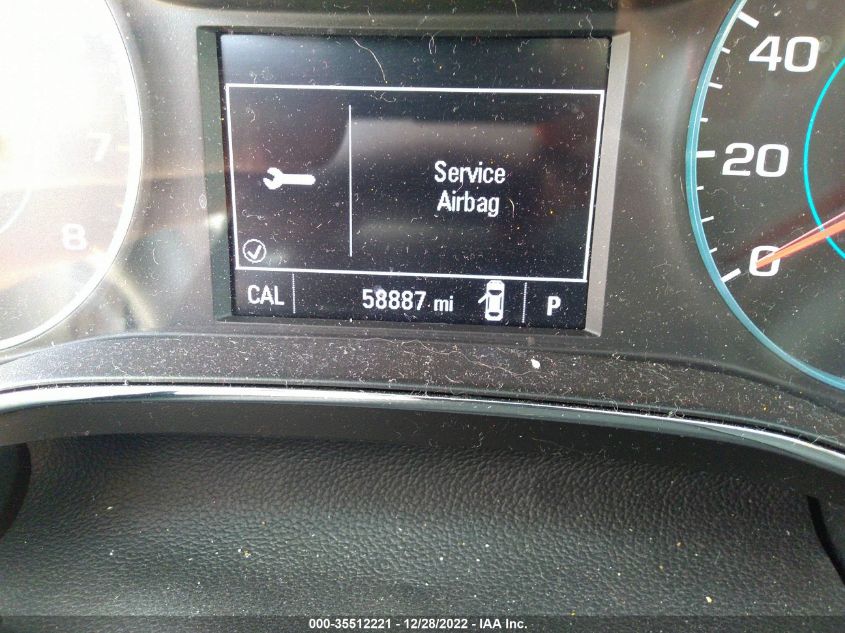 40
7
Service
20
Airbag
8
0
CAL 58887 mi P
000-35512221 - 12/28/2022 - IAA Inc.